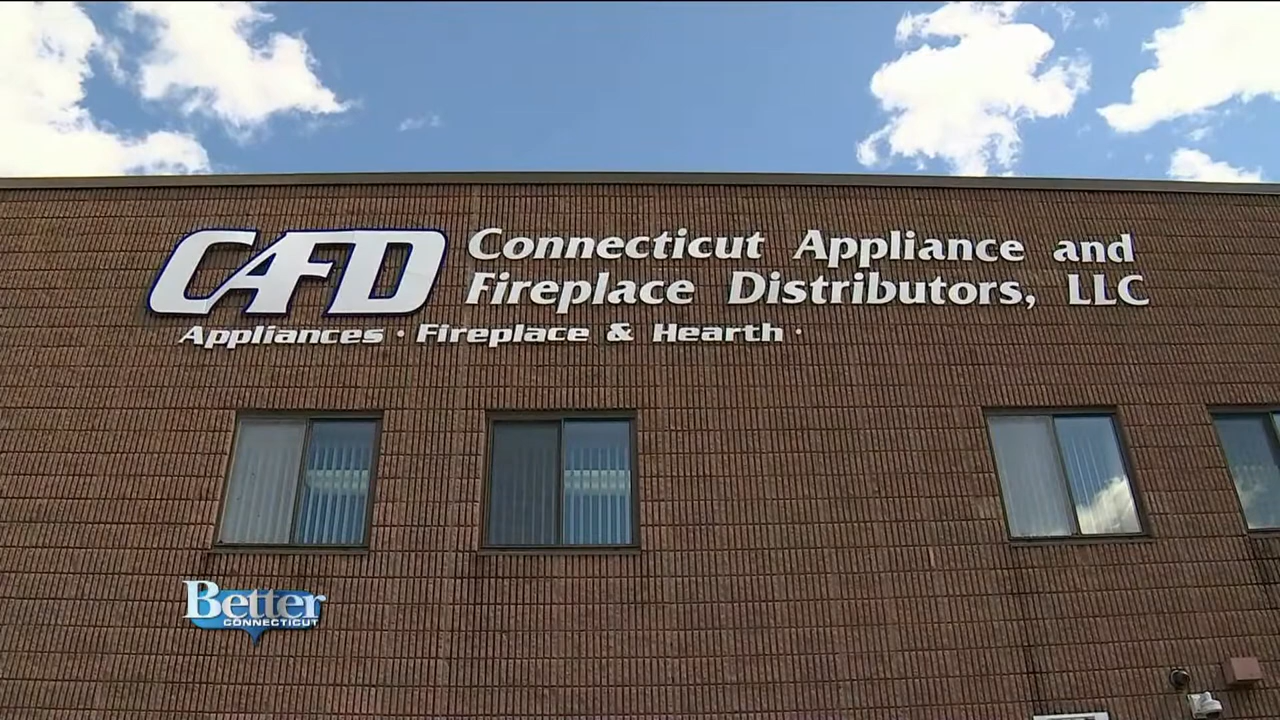 CAFD
Connecticut Appliance and
Fireplace Distributors, LLC
Appliances · Fireplace & Hearth ·
Better
CONNECTICUT